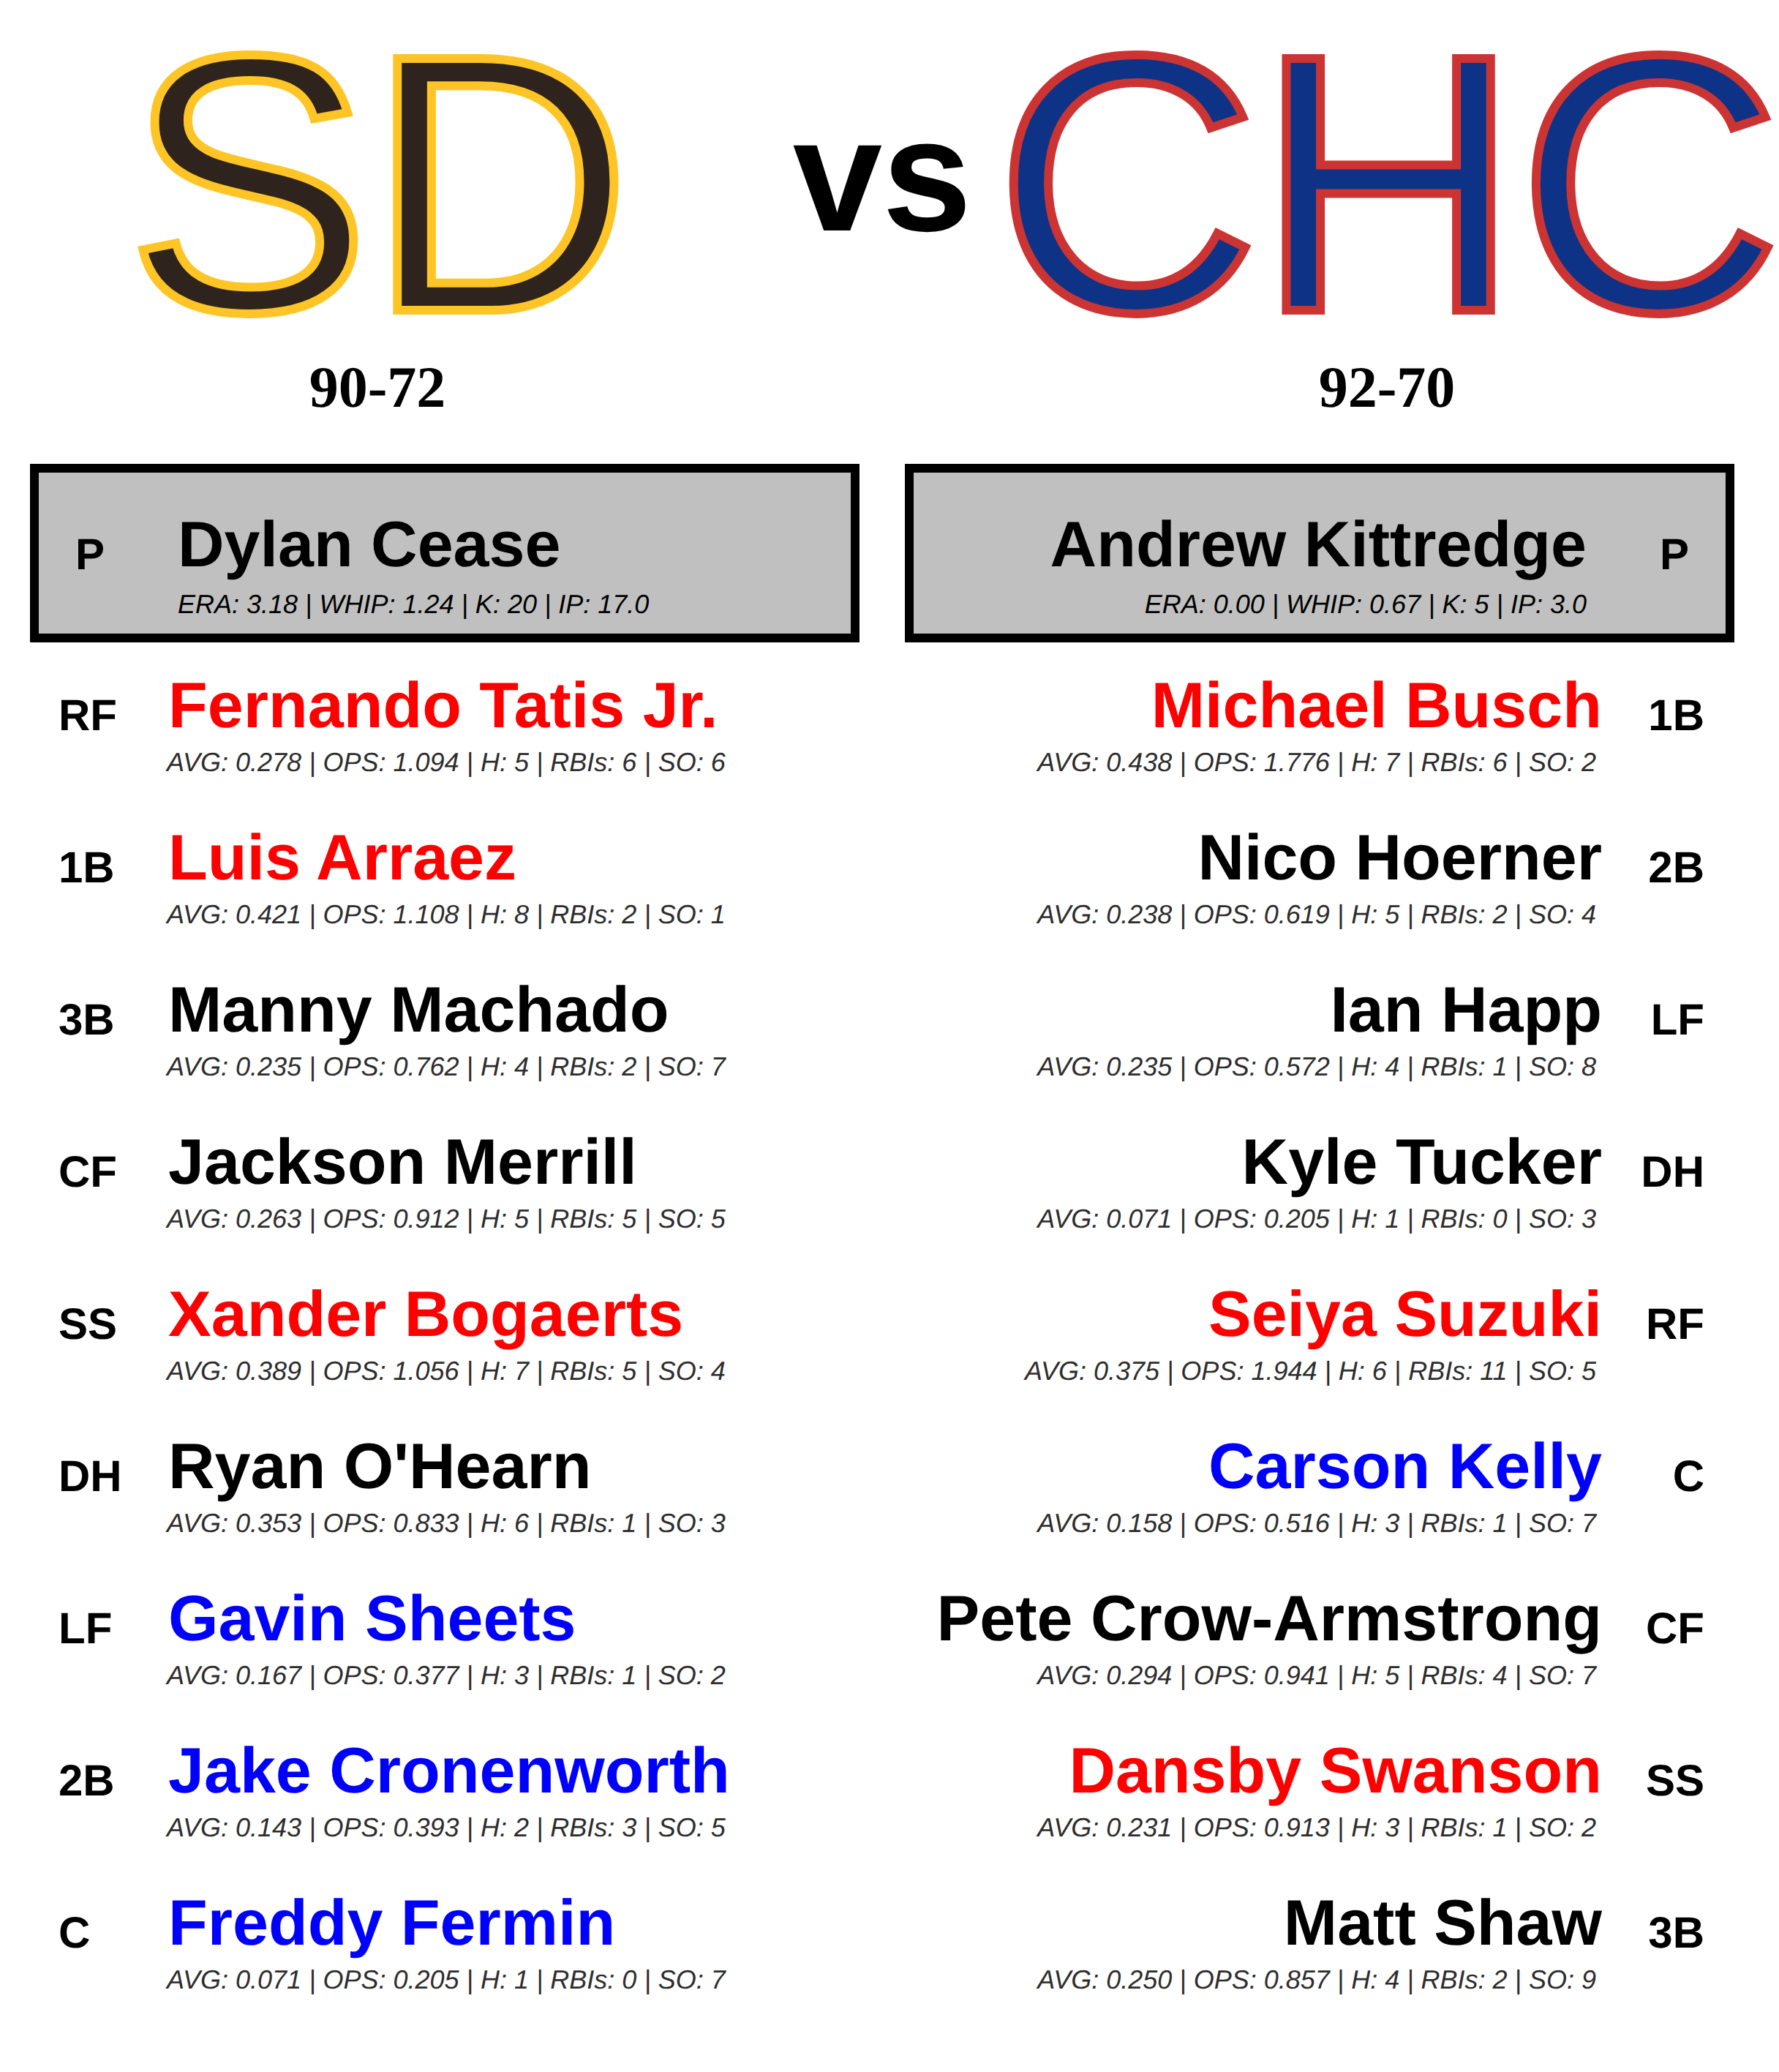 SD vs CHC
90-72 92-70
P Dylan Cease
ERA: 3.18 | WHIP: 1.24 | K: 20 | IP: 17.0
Andrew Kittredge P
ERA: 0.00 | WHIP: 0.67 | K: 5 | IP: 3.0
RF Fernando Tatis Jr.
AVG: 0.278 | OPS: 1.094 | H: 5 | RBIs: 6 | SO: 6
1B Luis Arraez
AVG: 0.421 | OPS: 1.108 | H: 8 | RBIs: 2 | SO: 1
3B Manny Machado
AVG: 0.235 | OPS: 0.762 | H: 4 | RBIs: 2 | SO: 7
CF Jackson Merrill
AVG: 0.263 | OPS: 0.912 | H: 5 | RBIs: 5 | SO: 5
SS Xander Bogaerts
AVG: 0.389 | OPS: 1.056 | H: 7 | RBIs: 5 | SO: 4
DH Ryan O'Hearn
AVG: 0.353 | OPS: 0.833 | H: 6 | RBIs: 1 | SO: 3
LF Gavin Sheets
AVG: 0.167 | OPS: 0.377 | H: 3 | RBIs: 1 | SO: 2
2B Jake Cronenworth
AVG: 0.143 | OPS: 0.393 | H: 2 | RBIs: 3 | SO: 5
C Freddy Fermin
AVG: 0.071 | OPS: 0.205 | H: 1 | RBIs: 0 | SO: 7
Michael Busch 1B
AVG: 0.438 | OPS: 1.776 | H: 7 | RBIs: 6 | SO: 2
Nico Hoerner 2B
AVG: 0.238 | OPS: 0.619 | H: 5 | RBIs: 2 | SO: 4
Ian Happ LF
AVG: 0.235 | OPS: 0.572 | H: 4 | RBIs: 1 | SO: 8
Kyle Tucker DH
AVG: 0.071 | OPS: 0.205 | H: 1 | RBIs: 0 | SO: 3
Seiya Suzuki RF
AVG: 0.375 | OPS: 1.944 | H: 6 | RBIs: 11 | SO: 5
Carson Kelly C
AVG: 0.158 | OPS: 0.516 | H: 3 | RBIs: 1 | SO: 7
Pete Crow-Armstrong CF
AVG: 0.294 | OPS: 0.941 | H: 5 | RBIs: 4 | SO: 7
Dansby Swanson SS
AVG: 0.231 | OPS: 0.913 | H: 3 | RBIs: 1 | SO: 2
Matt Shaw 3B
AVG: 0.250 | OPS: 0.857 | H: 4 | RBIs: 2 | SO: 9